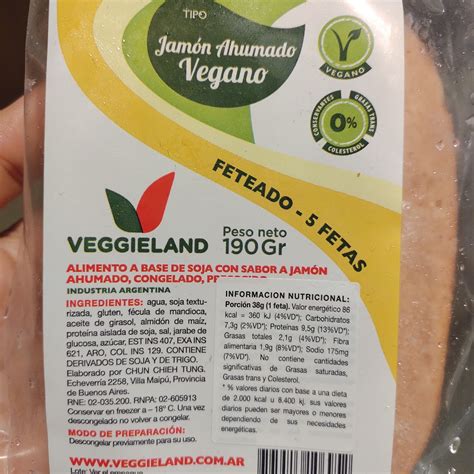 TIPO
Jamón Ahumado
Vegano
VEGANO
CONSERVANTES
GRASAS TRANS
0%
COLESTEROL
FETEADO - 5 FETAS
VEGGIELAND
Peso neto
190Gr
ALIMENTO A BASE DE SOJA CON SABOR A JAMÓN
AHUMADO, CONGELADO,
INDUSTRIA ARGENTINA
INGREDIENTES: agua, soja textu-
rizada, gluten, fécula de mandioca,
aceite de girasol, almidón de maíz,
proteína aislada de soja, sal, jarabe de
glucosa, azúcar, EST INS 407, EXA INS
621, ARO, COL INS 129. CONTIENE
DERIVADOS DE SOJA Y DE TRIGO.
Elaborado por CHUN CHIEH TUNG.
Echeverría 2258, Villa Maipú, Provincia
de Buenos Aires.
RNE: 02-035.200. RNPA: 02-605913
Conservar en freezer a – 18° C. Una vez
descongelado no volver a congelar.
MODO DE PREPARACIÓN:
Descongelar previamente para su uso.
WWW.VEGGIELAND.COM.AR
INFORMACION NUTRICIONAL:
Porción 38g (1 feta). Valor energético 86
kcal = 360 kJ (4%VD*); Carbohidratos
7,3g (2%VD*); Proteínas 9,5g (13%VD*);
Grasas totales 2,1g (4%VD*); Fibra
alimentaria 1,9g (8%VD*); Sodio 175mg
(7%VD*). No contiene cantidades
significativas de Grasas saturadas,
Grasas trans y Colesterol.
* % valores diarios con base a una dieta
de 2.000 kcal u 8.400 kj, sus valores
diarios pueden ser mayores o menores
dependiendo de sus necesidades
energéticas.